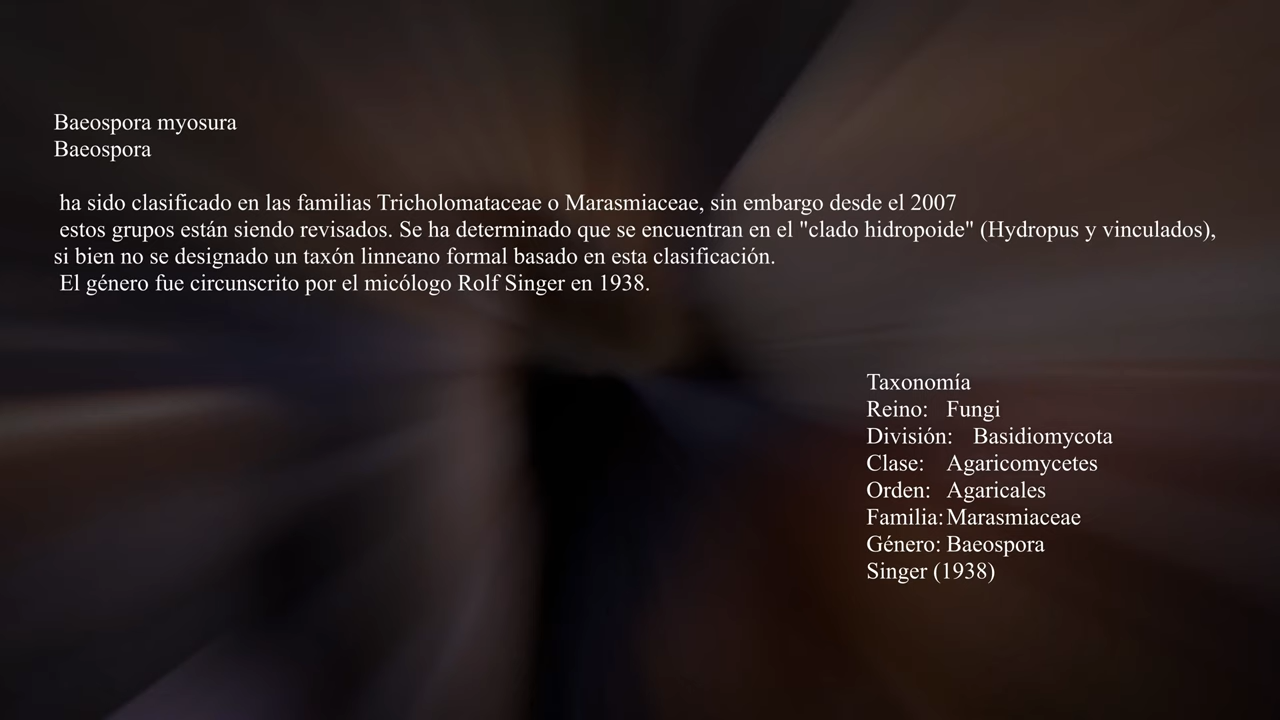 Baeospora myosura
Baeospora
ha sido clasificado en las familias Tricholomataceae o Marasmiaceae, sin embargo desde el 2007
estos grupos están siendo revisados. Se ha determinado que se encuentran en el "clado hidropoide" (Hydropus y vinculados),
si bien no se designado un taxón linneano formal basado en esta clasificación.
El género fue circunscrito por el micólogo Rolf Singer en 1938.
Taxonomía
Reino: Fungi
División: Basidiomycota
Clase: Agaricomycetes
Orden: Agaricales
Familia: Marasmiaceae
Género: Baeospora
Singer (1938)